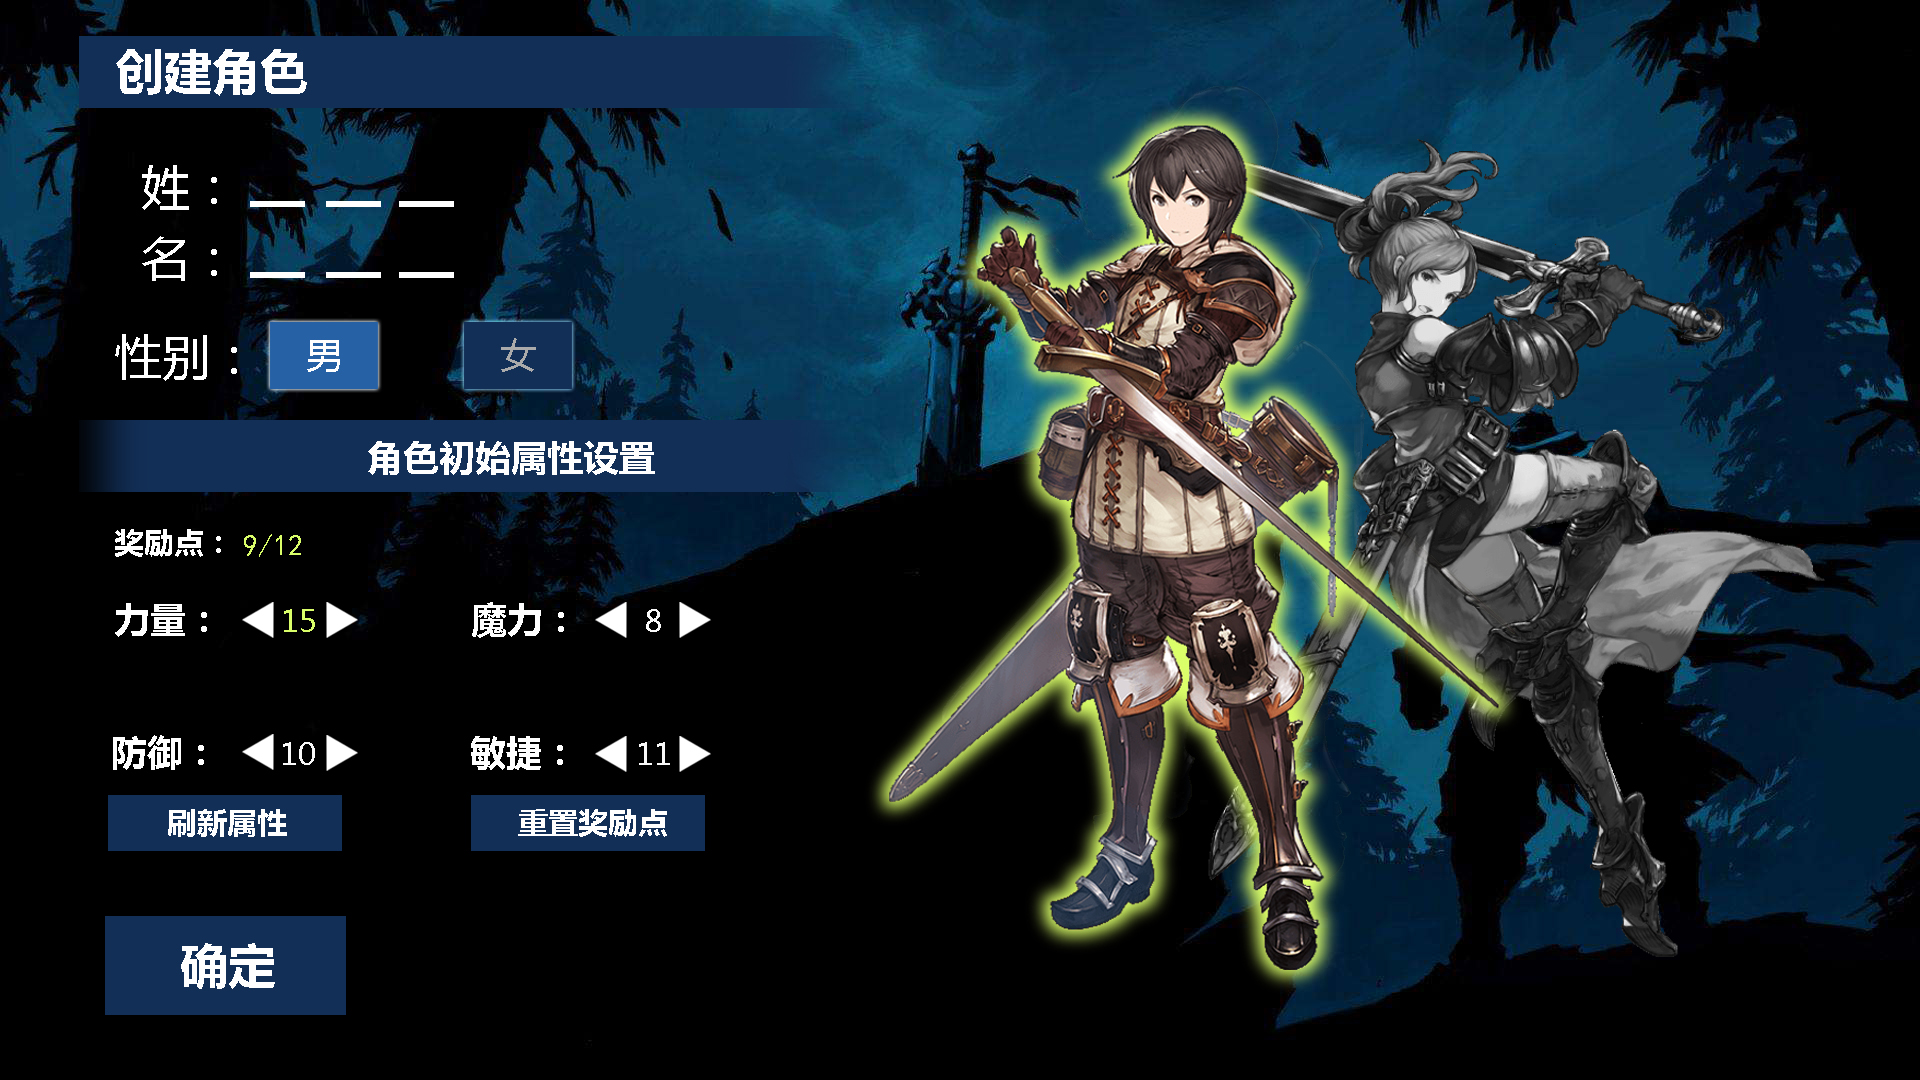 创建角色
姓：
名：
性别： 男 女
角色初始属性设置
奖励点： 9/12
力量： 15 魔力： 8
防御： 10 敏捷： 11
刷新属性 重置奖励点
确定